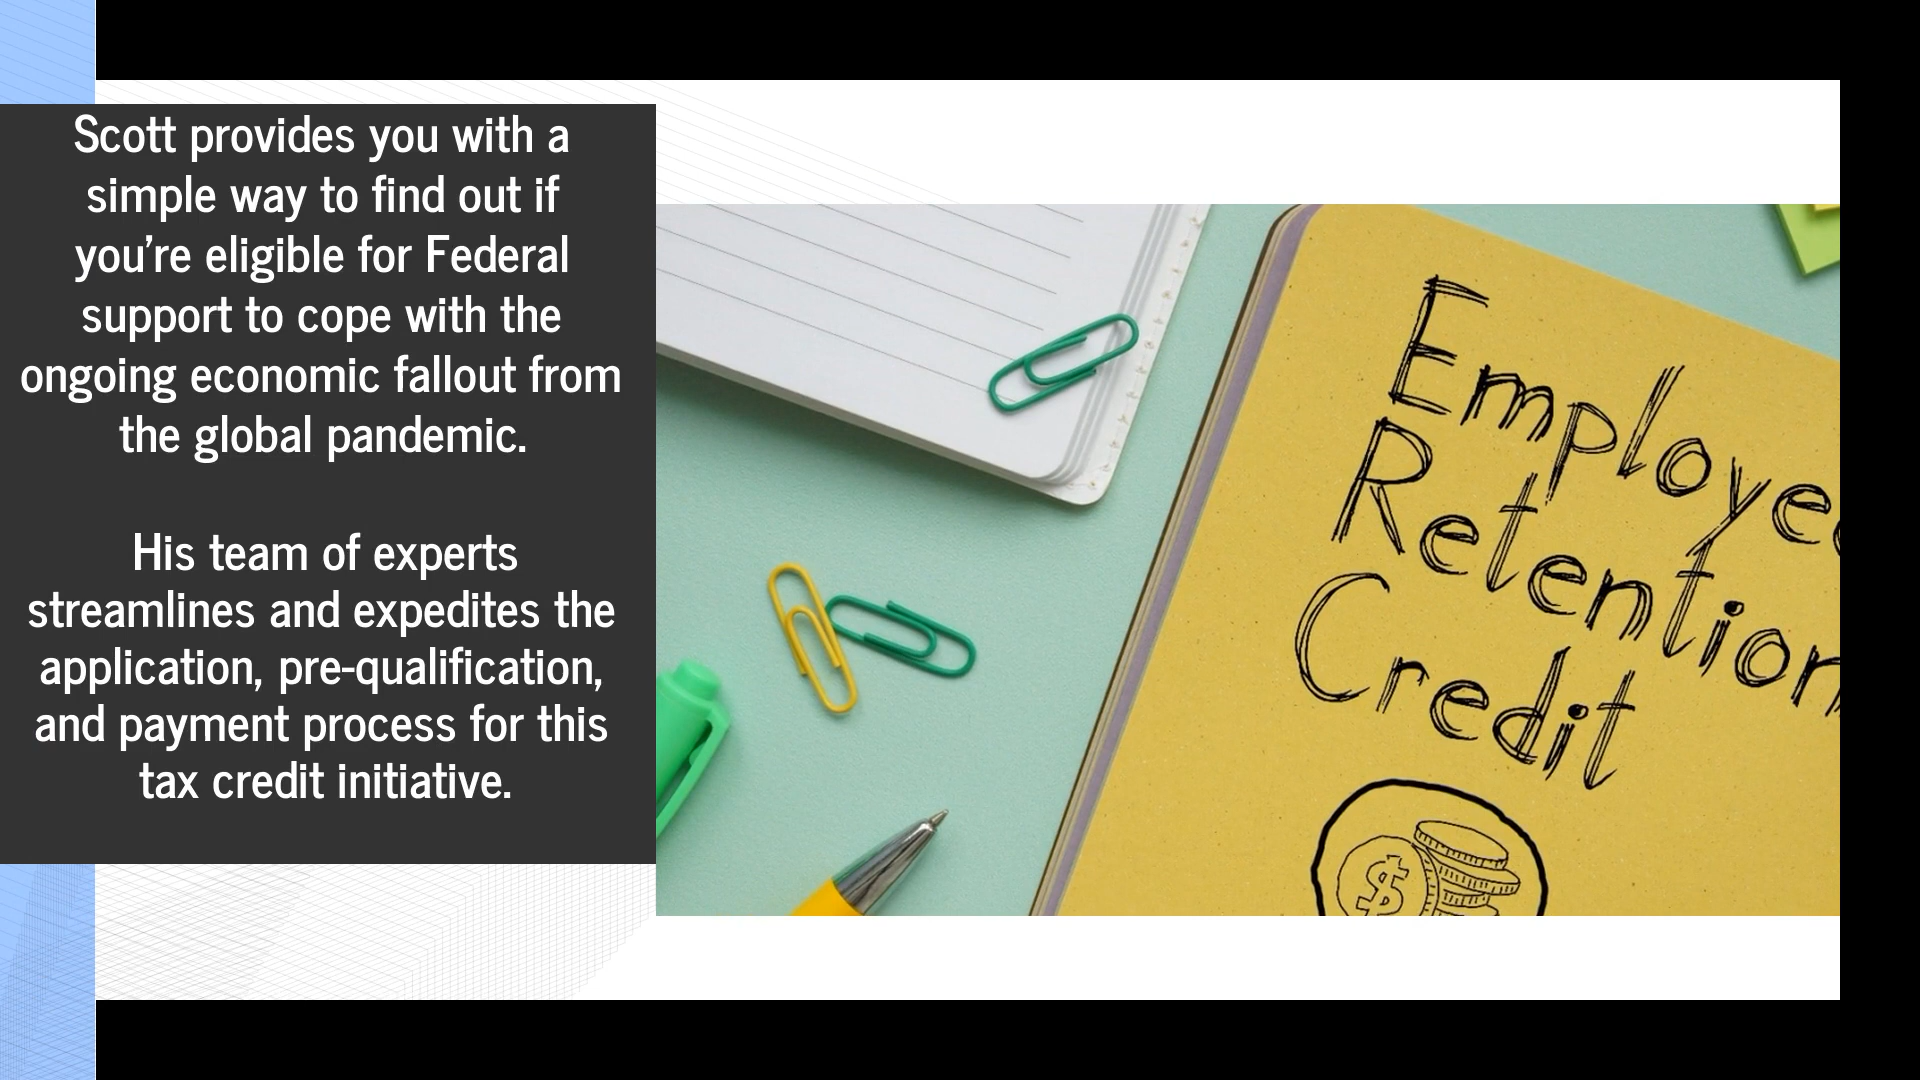 Scott provides you with a
simple way to find out if
you’re eligible for Federal
support to cope with the
ongoing economic fallout from
the global pandemic.
His team of experts
streamlines and expedites the
application, pre-qualification,
and payment process for this
tax credit initiative.
Employe
Retention
Credit
$